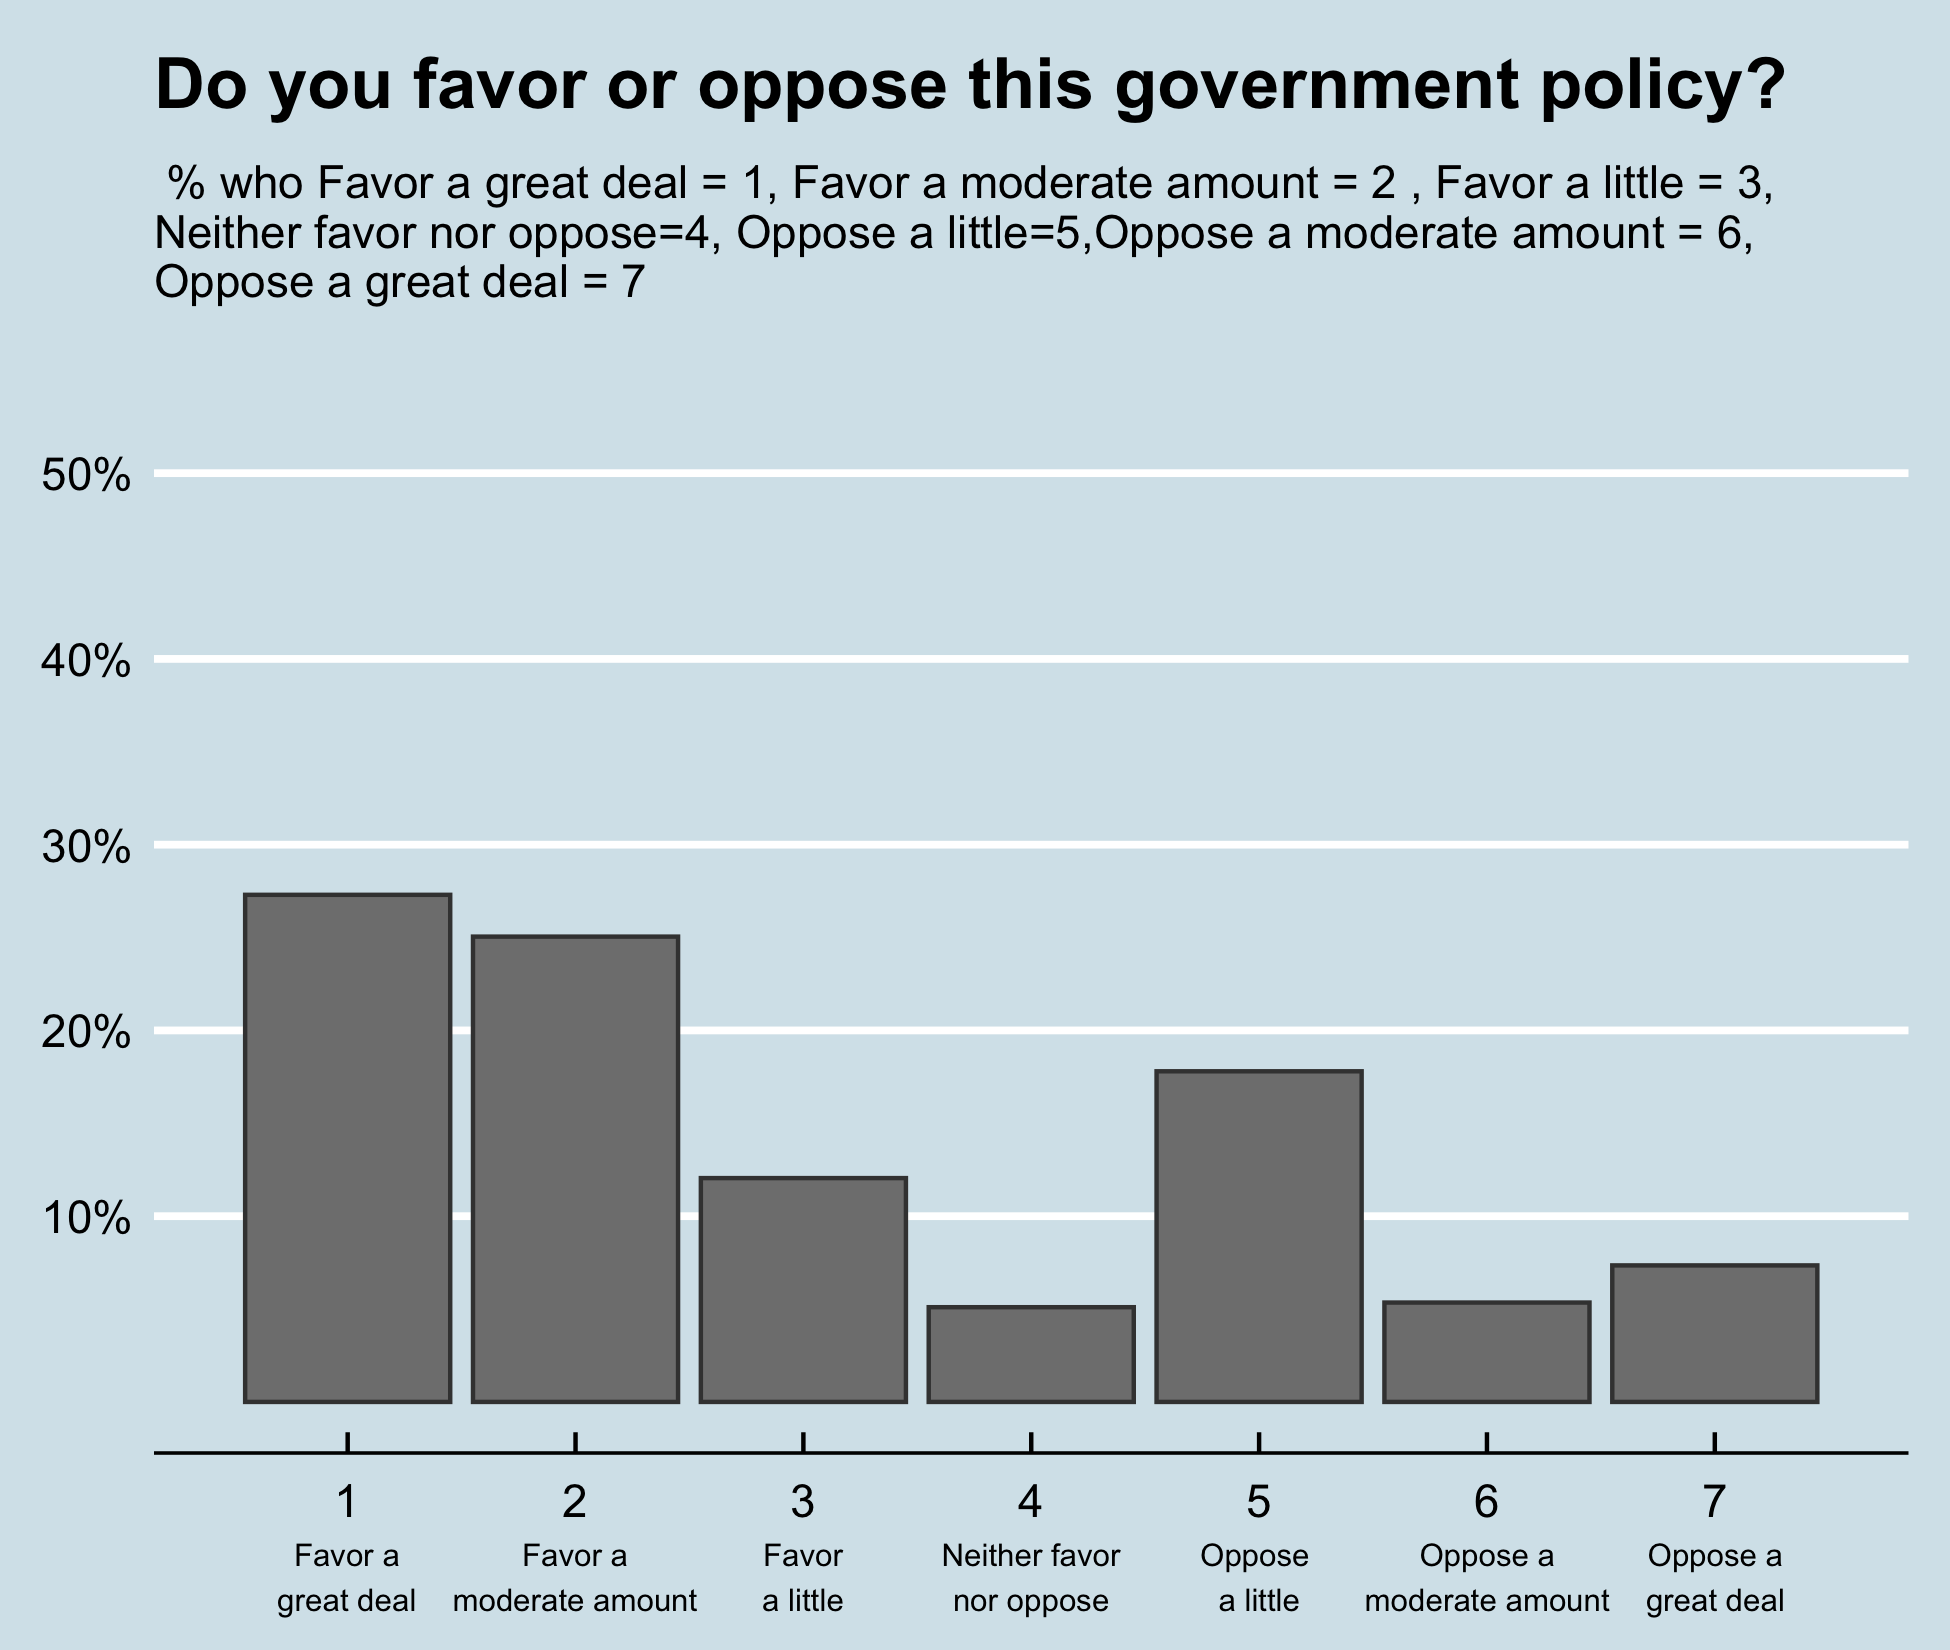 Do you favor or oppose this government policy?
% who Favor a great deal = 1, Favor a moderate amount = 2 , Favor a little = 3,
Neither favor nor oppose=4, Oppose a little=5,Oppose a moderate amount = 6,
Oppose a great deal = 7
50%
40%
30%
20%
10%
1 2 3 4 5 6 7
Favor a Favor a Favor Neither favor Oppose Oppose a Oppose a
great deal moderate amount a little nor oppose a little moderate amount great deal